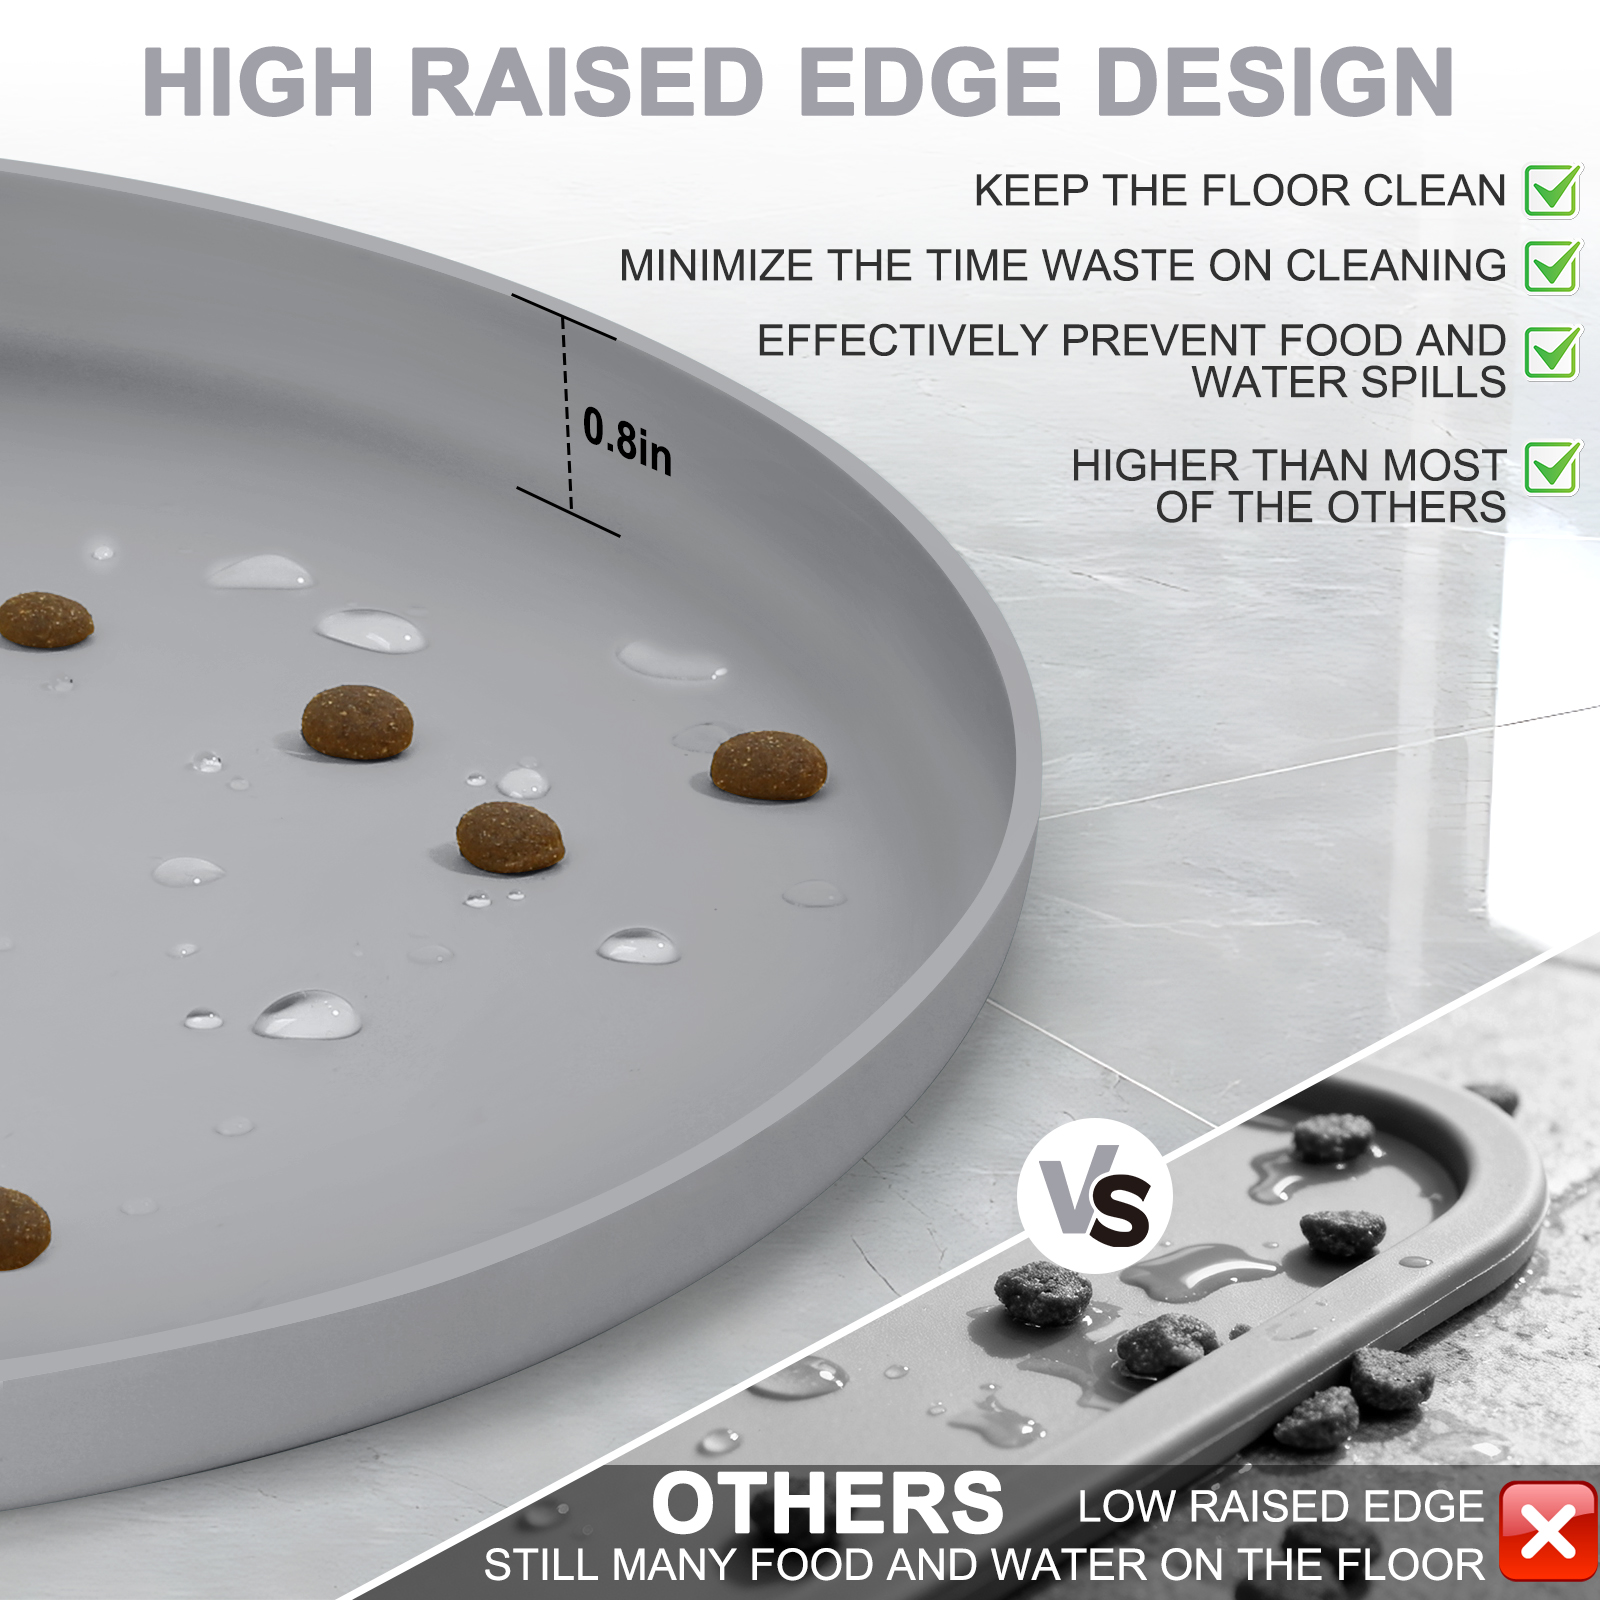 HIGH RAISED EDGE DESIGN
KEEP THE FLOOR CLEAN
MINIMIZE THE TIME WASTE ON CLEANING
EFFECTIVELY PREVENT FOOD AND
WATER SPILLS
HIGHER THAN MOST
OF THE OTHERS
0.8in
VS
OTHERS
LOW RAISED EDGE
STILL MANY FOOD AND WATER ON THE FLOOR